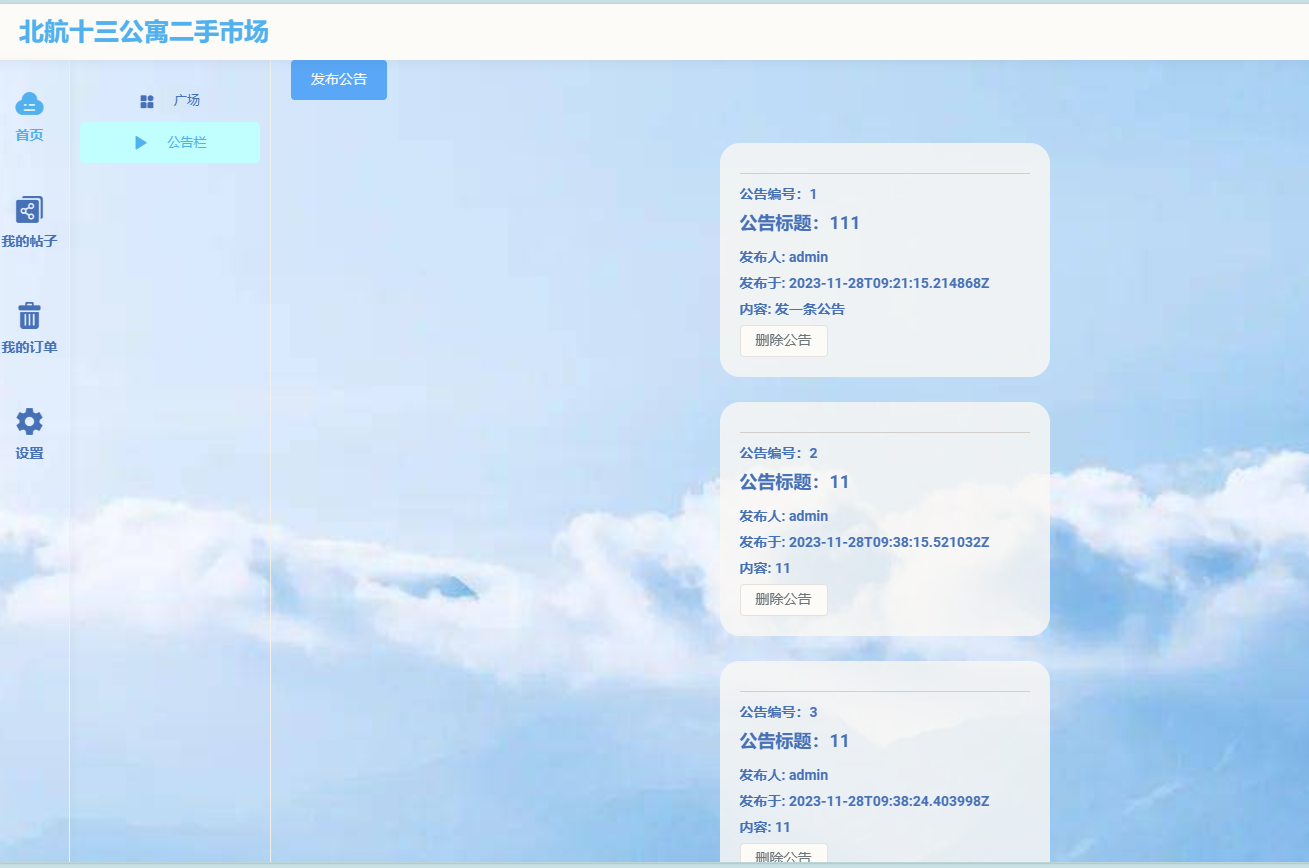 北航十三公寓二手市场
首页
我的帖子
我的订单
设置
广场
公告栏
发布公告
公告编号：1
公告标题：111
发布人: admin
发布于: 2023-11-28T09:21:15.214868Z
内容: 发一条公告
删除公告
公告编号：2
公告标题：11
发布人: admin
发布于: 2023-11-28T09:38:15.521032Z
内容: 11
删除公告
公告编号：3
公告标题：11
发布人: admin
发布于: 2023-11-28T09:38:24.403998Z
内容: 11
删除公告